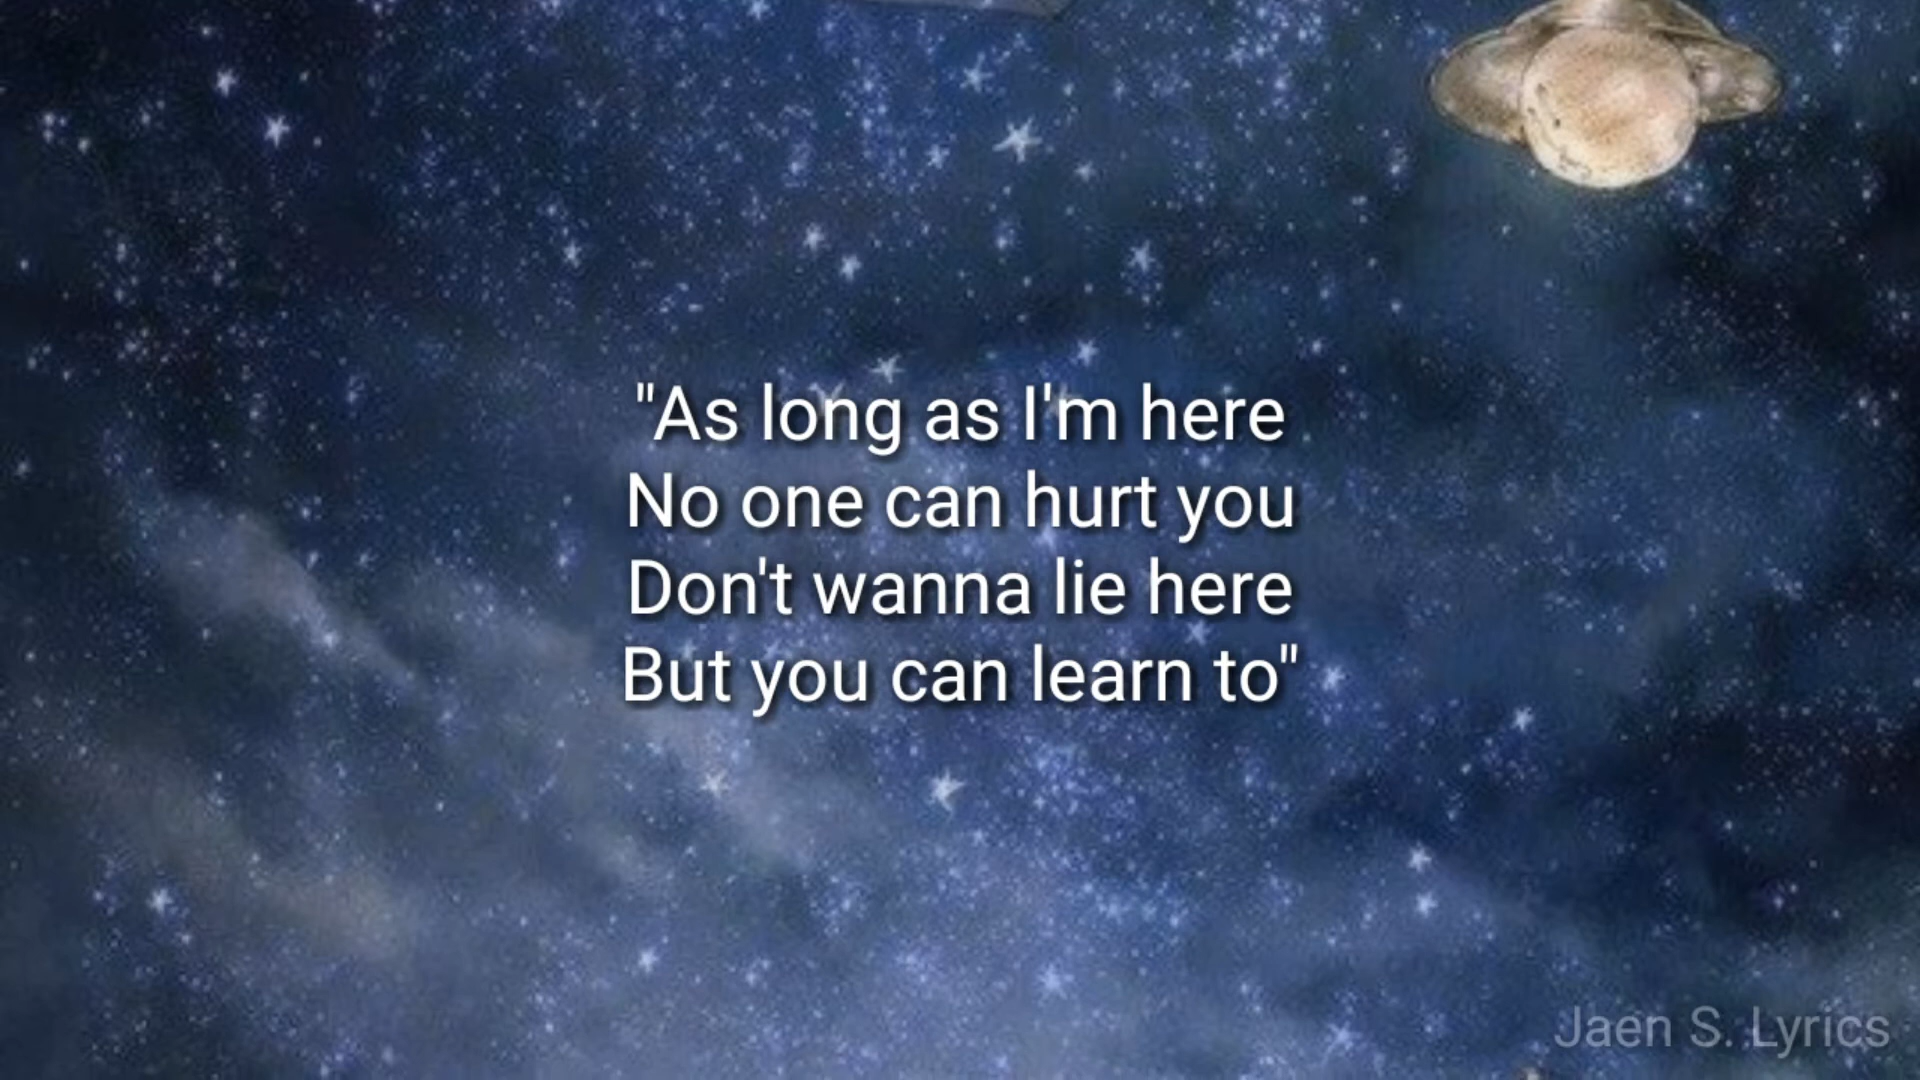 "As long as I'm here
No one can hurt you
Don't wanna lie here
But you can learn to"
Jaen S. Lyrics